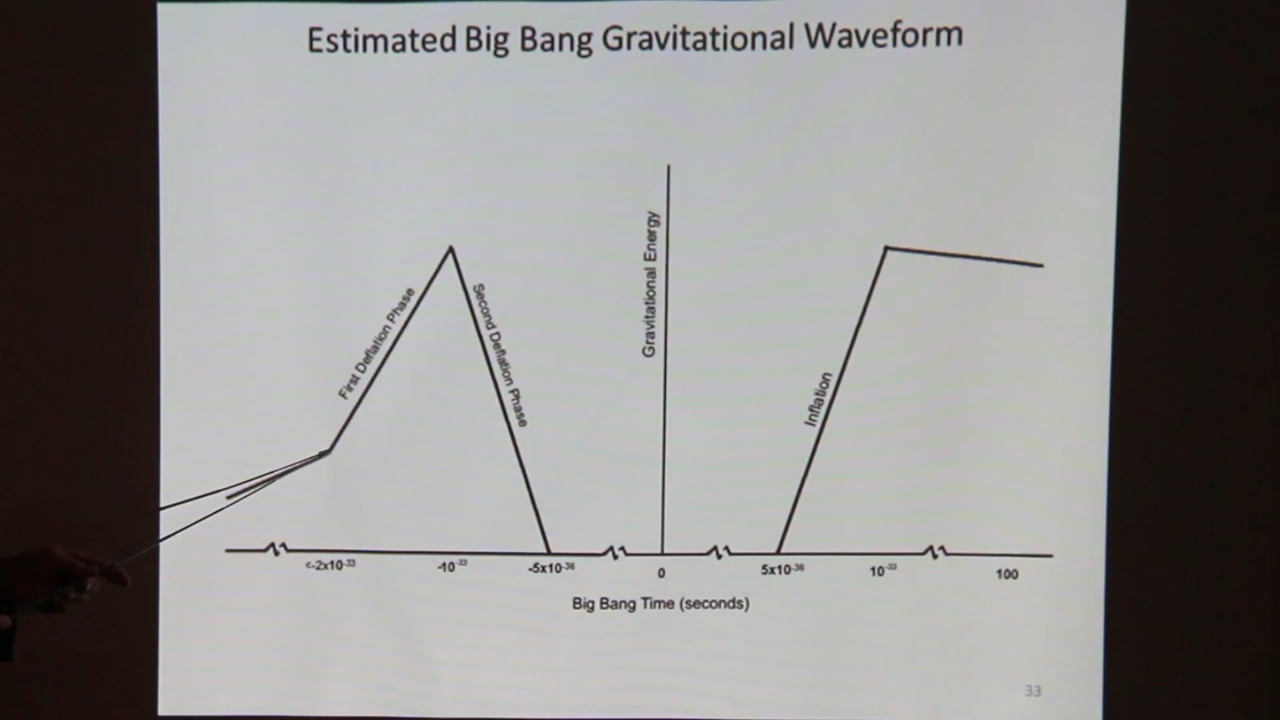 Estimated Big Bang Gravitational Waveform
Gravitational Energy
First Deflation Phase
Second Deflation Phase
Inflation
<-2x10⁻³³
-10⁻³³
-5x10⁻³⁶
0
5x10⁻³⁶
10⁻³³
100
Big Bang Time (seconds)
33